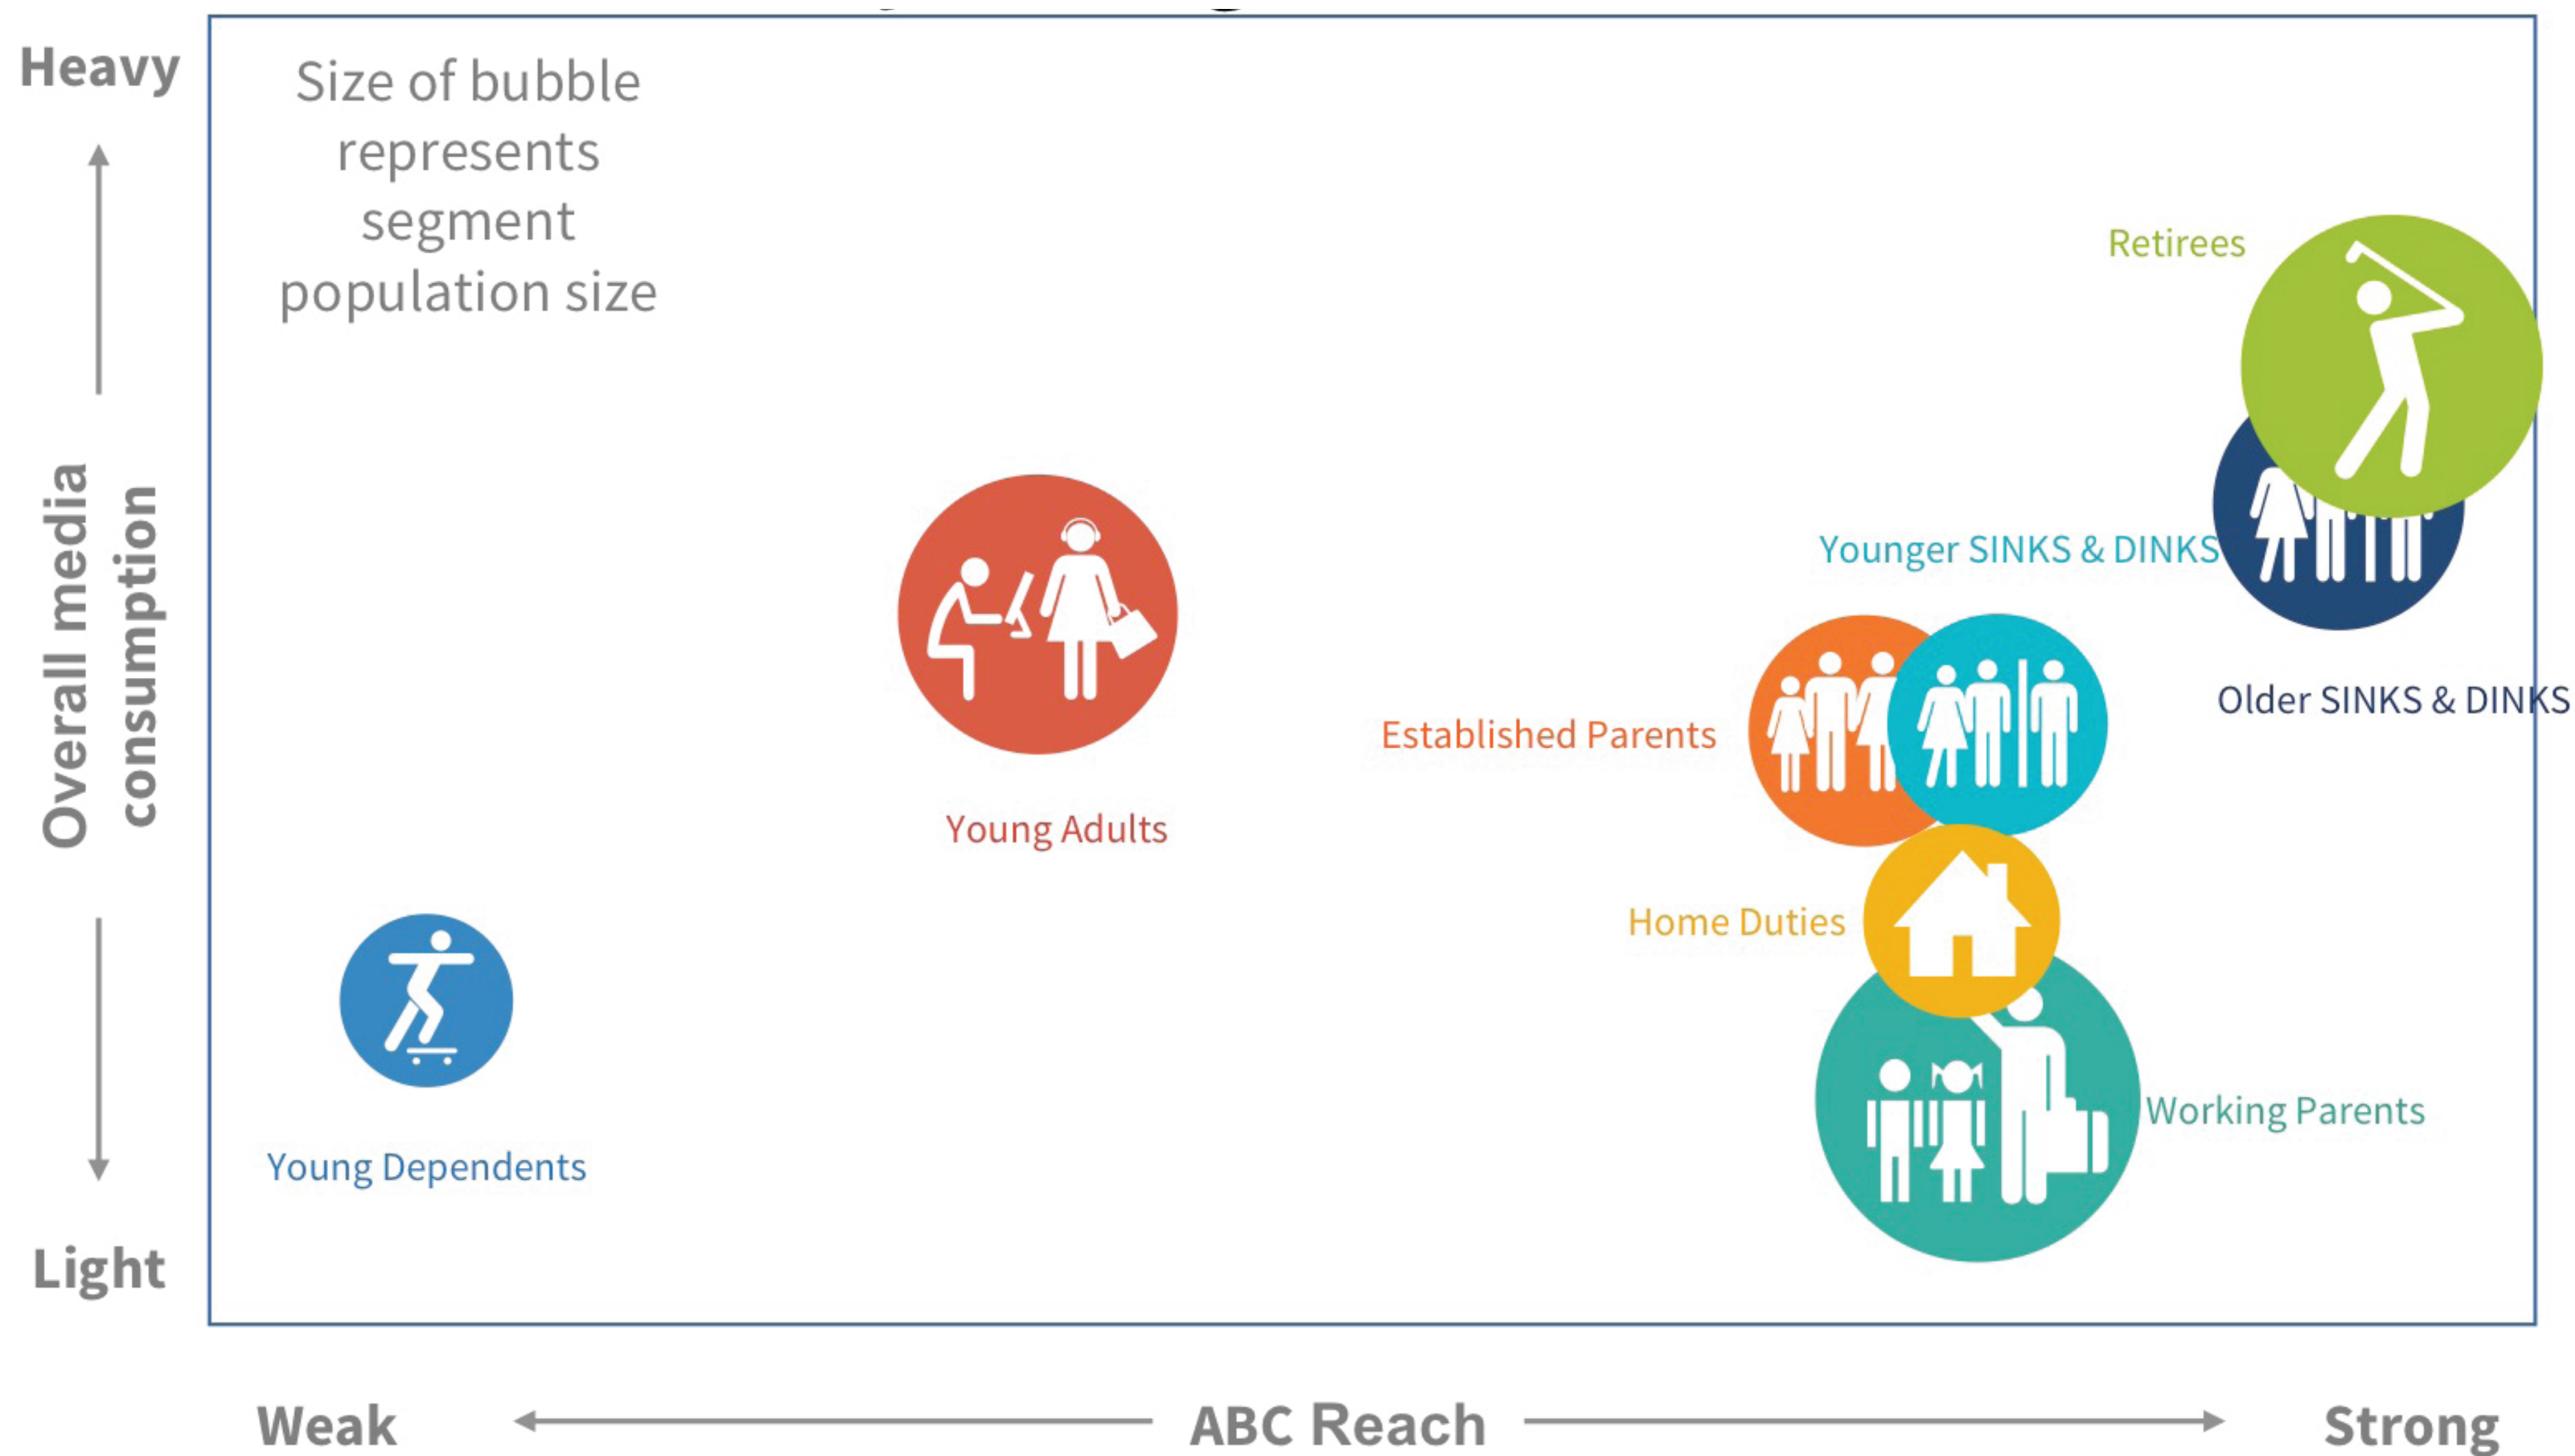 Heavy
Size of bubble
represents
segment
population size
Retirees
Overall media
consumption
Younger SINKS & DINKS
Older SINKS & DINKS
Established Parents
Young Adults
Home Duties
Working Parents
Young Dependents
Light
Weak
ABC Reach
Strong